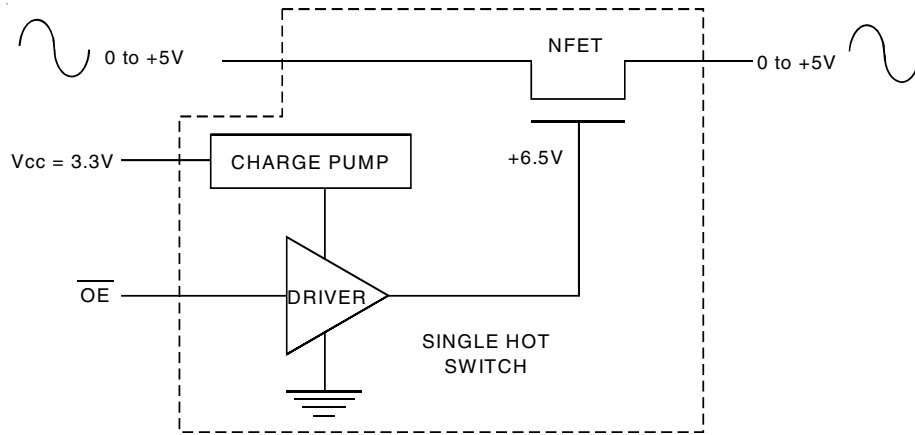 NFET
0 to +5V
0 to +5V
Vcc = 3.3V
CHARGE PUMP
+6.5V
OE
DRIVER
SINGLE HOT
SWITCH